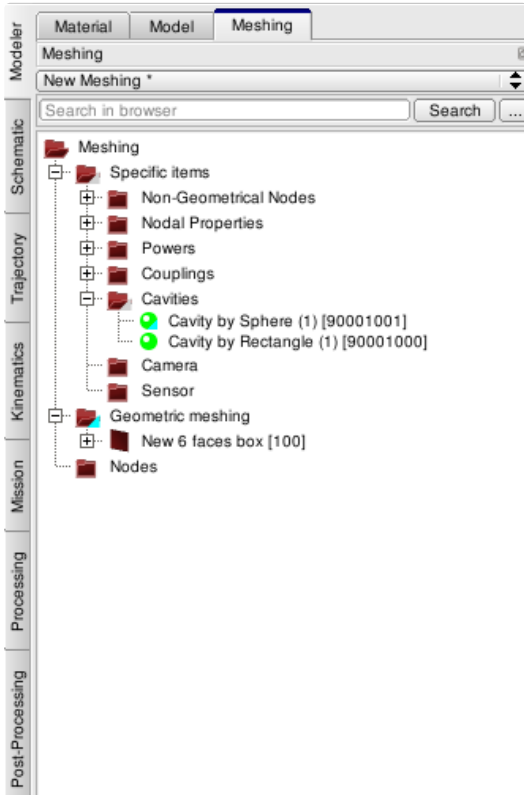 Modeler
Schematic
Trajectory
Kinematics
Mission
Processing
Post-Processing
Material Model Meshing
Meshing
New Meshing *
Search in browser Search ...
Meshing
Specific items
Non-Geometrical Nodes
Nodal Properties
Powers
Couplings
Cavities
Cavity by Sphere (1) [90001001]
Cavity by Rectangle (1) [90001000]
Camera
Sensor
Geometric meshing
New 6 faces box [100]
Nodes